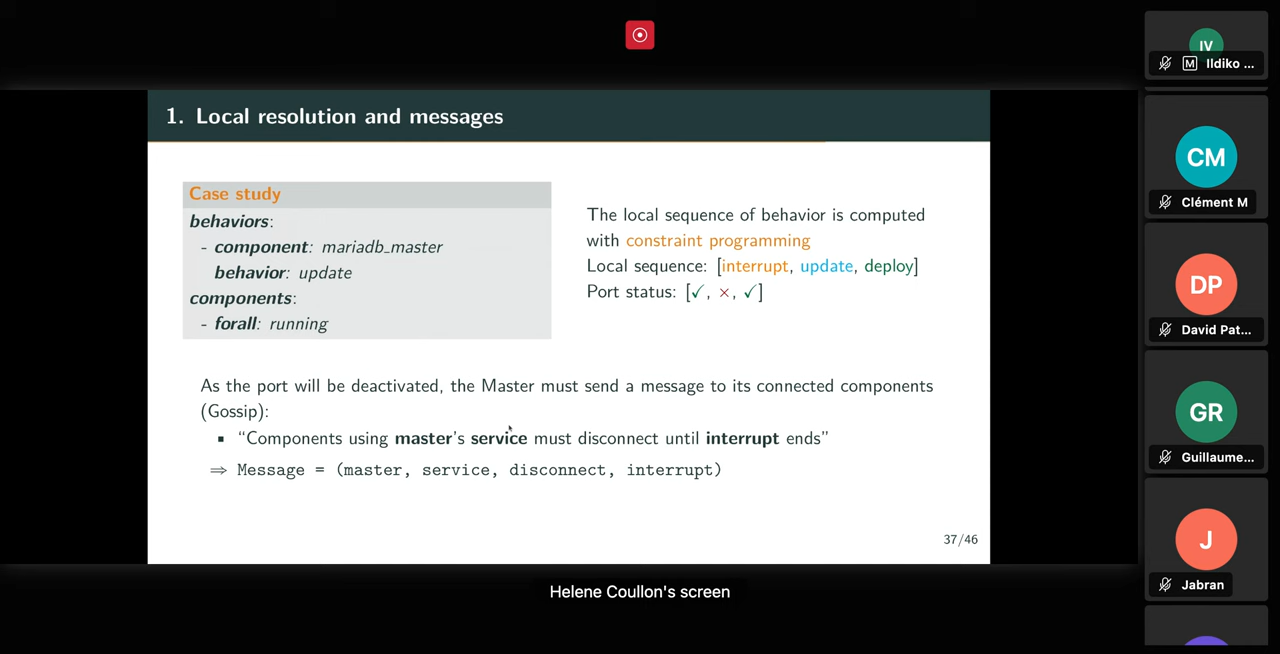 1. Local resolution and messages
Case study
behaviors:
- component: mariadb_master
behavior: update
components:
- forall: running
The local sequence of behavior is computed
with constraint programming
Local sequence: [interrupt, update, deploy]
Port status: [✓, ×, ✓]
As the port will be deactivated, the Master must send a message to its connected components
(Gossip):
▪ “Components using master's service must disconnect until interrupt ends”
⇒ Message = (master, service, disconnect, interrupt)
37/46
Helene Coullon's screen
IV
M Ildiko ...
CM
Clément M
DP
David Pat...
GR
Guillaume...
J
Jabran